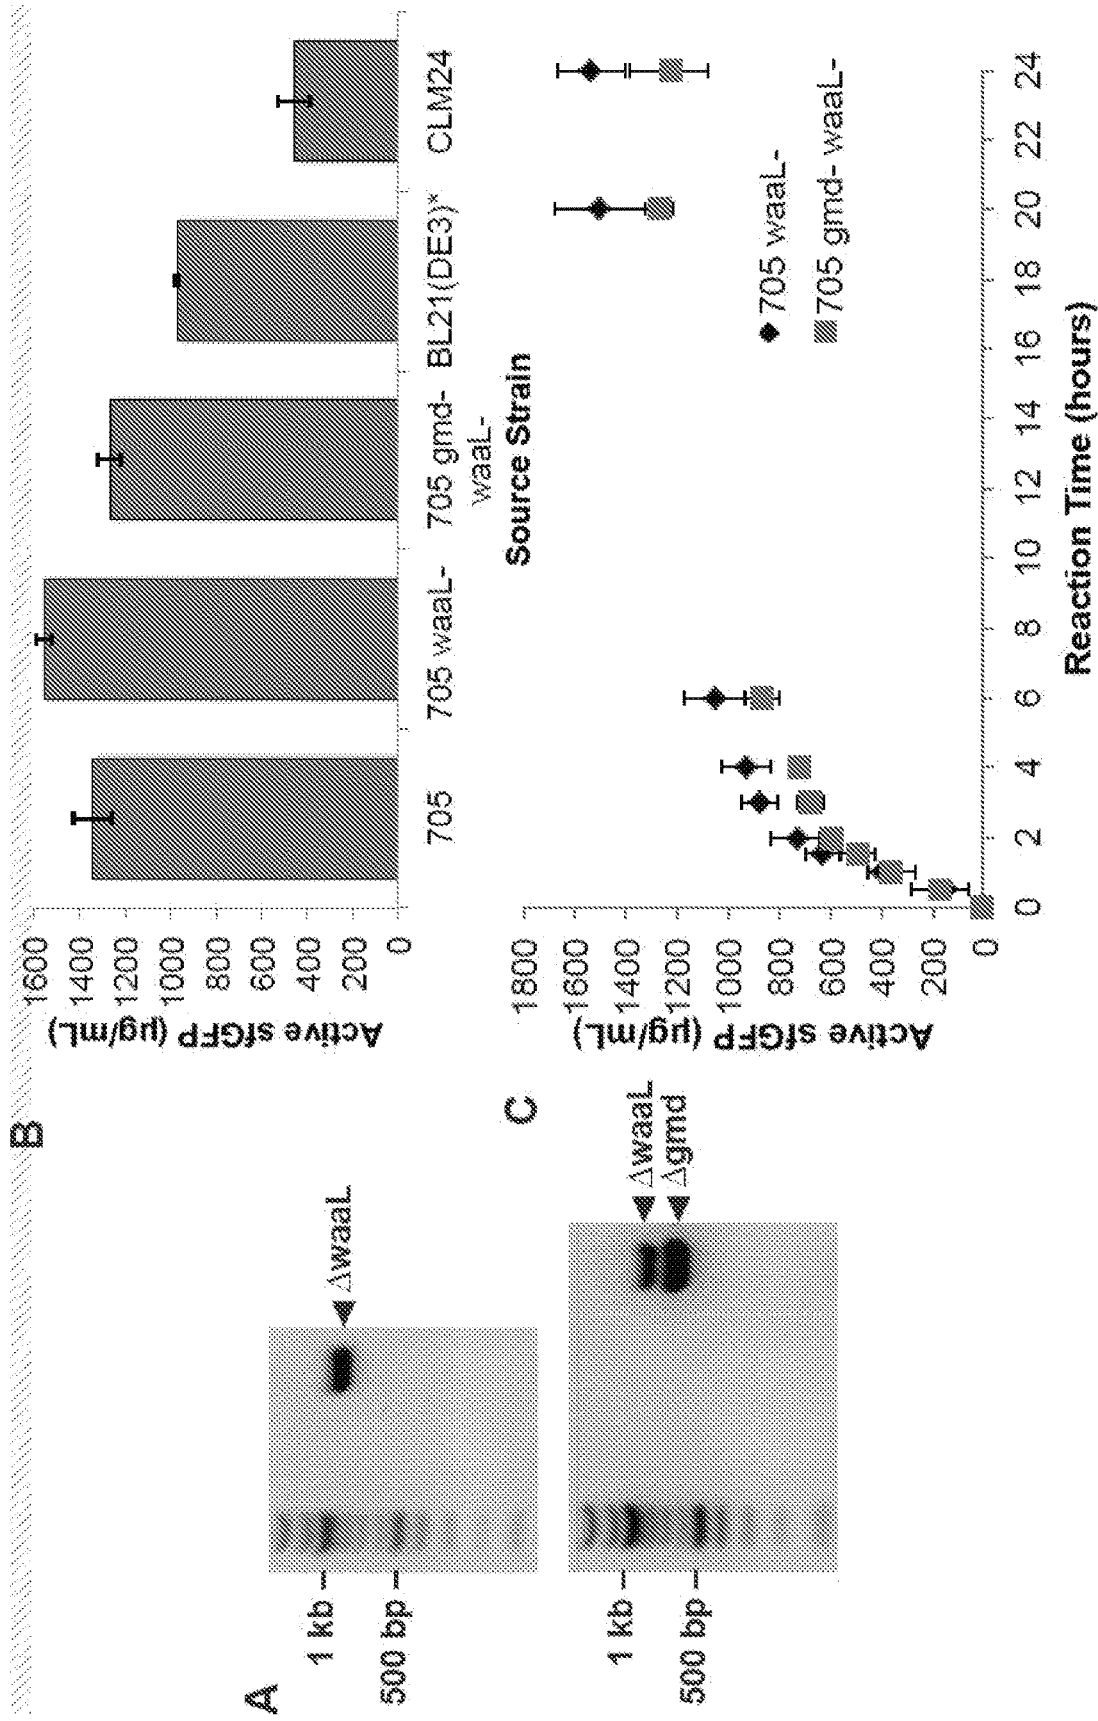 A
1 kb
500 bp
ΔwaaL
1 kb
500 bp
ΔwaaL
Δgmd
B
Active sfGFP (µg/mL)
1600
1400
1200
1000
800
600
400
200
0
705
705 waaL-
705 gmd-
waaL-
BL21(DE3)*
CLM24
Source Strain
C
Active sfGFP (µg/mL)
1800
1600
1400
1200
1000
800
600
400
200
0
705 waaL-
705 gmd- waaL-
0 2 4 6 8 10 12 14 16 18 20 22 24
Reaction Time (hours)